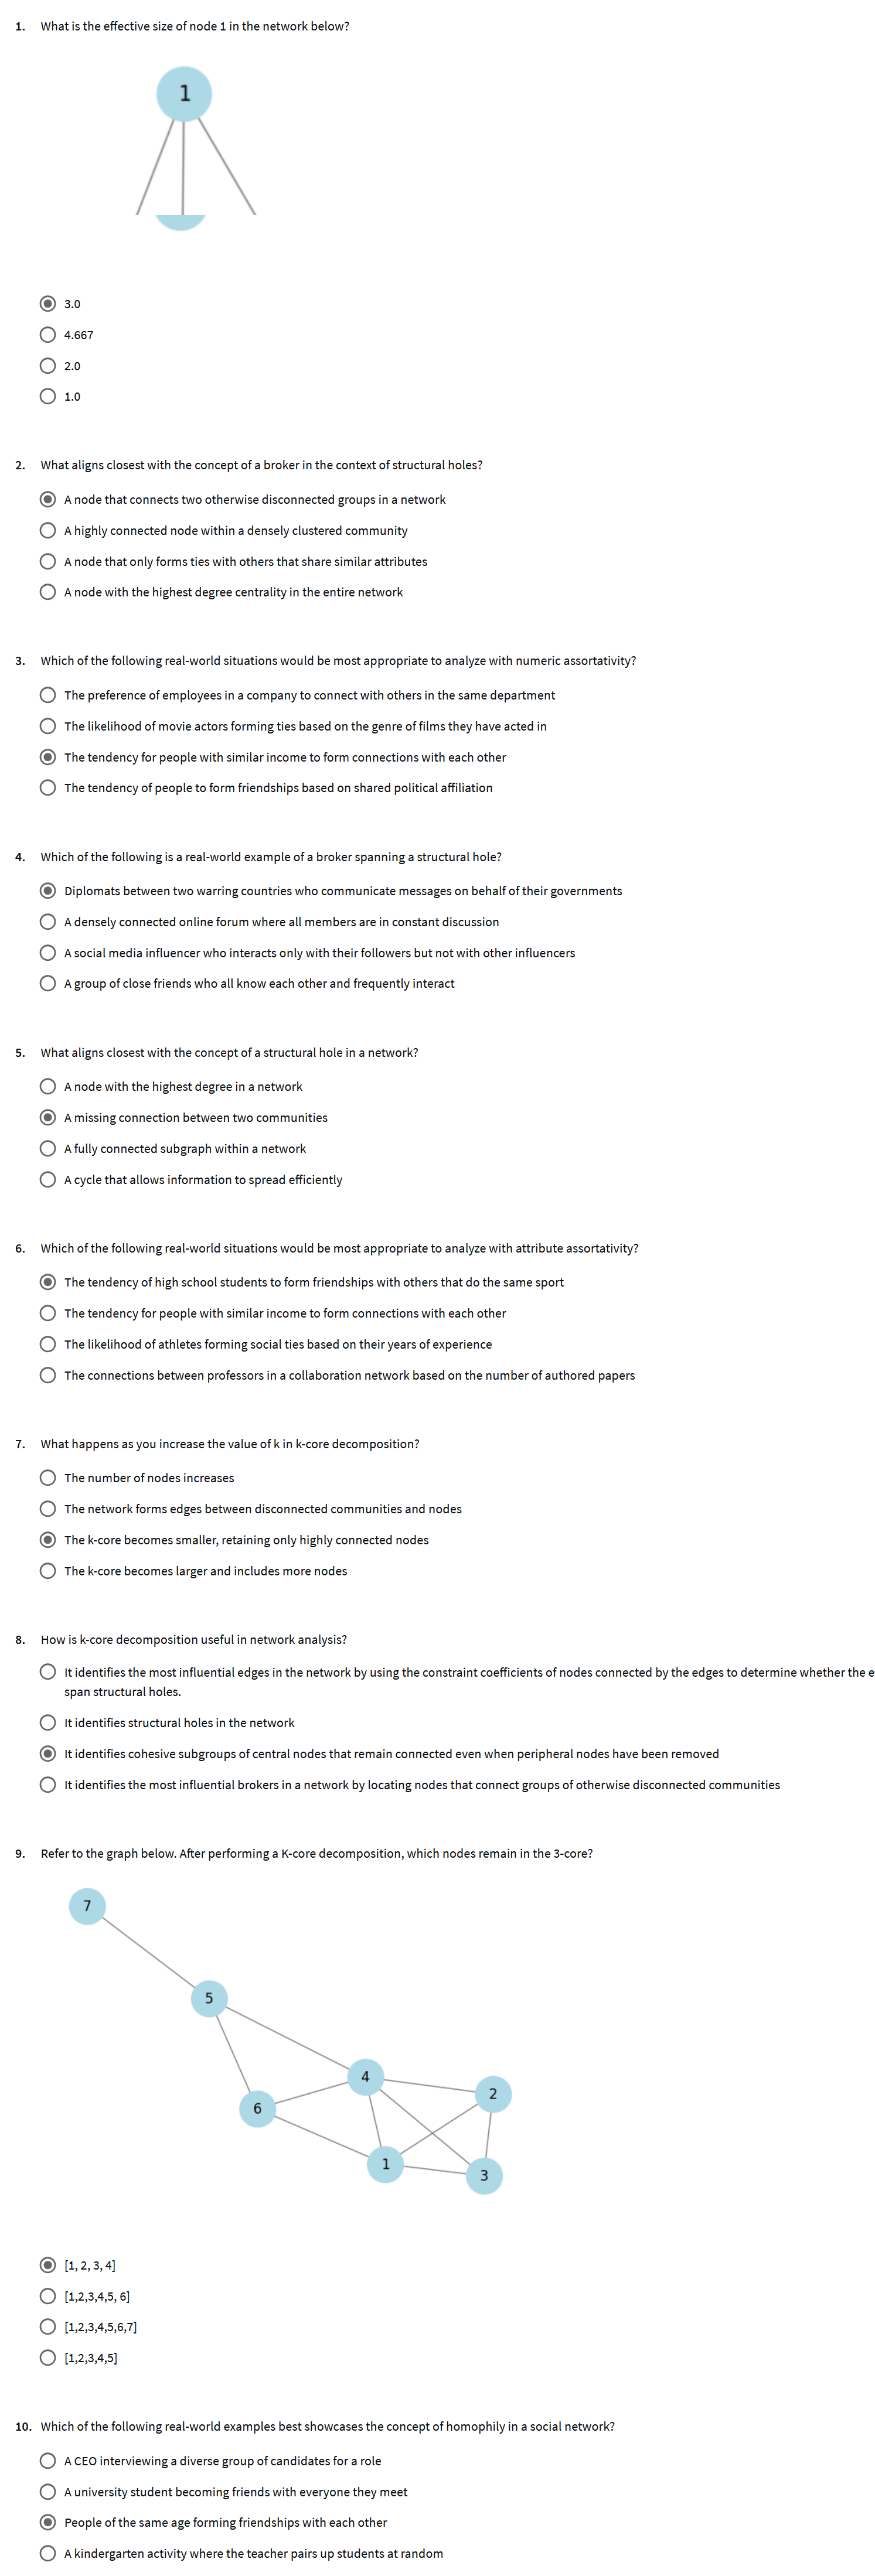 1. What is the effective size of node 1 in the network below?
1
3.0
4.667
2.0
1.0
2. What aligns closest with the concept of a broker in the context of structural holes?
A node that connects two otherwise disconnected groups in a network
A highly connected node within a densely clustered community
A node that only forms ties with others that share similar attributes
A node with the highest degree centrality in the entire network
3. Which of the following real-world situations would be most appropriate to analyze with numeric assortativity?
The preference of employees in a company to connect with others in the same department
The likelihood of movie actors forming ties based on the genre of films they have acted in
The tendency for people with similar income to form connections with each other
The tendency of people to form friendships based on shared political affiliation
4. Which of the following is a real-world example of a broker spanning a structural hole?
Diplomats between two warring countries who communicate messages on behalf of their governments
A densely connected online forum where all members are in constant discussion
A social media influencer who interacts only with their followers but not with other influencers
A group of close friends who all know each other and frequently interact
5. What aligns closest with the concept of a structural hole in a network?
A node with the highest degree in a network
A missing connection between two communities
A fully connected subgraph within a network
A cycle that allows information to spread efficiently
6. Which of the following real-world situations would be most appropriate to analyze with attribute assortativity?
The tendency of high school students to form friendships with others that do the same sport
The tendency for people with similar income to form connections with each other
The likelihood of athletes forming social ties based on their years of experience
The connections between professors in a collaboration network based on the number of authored papers
7. What happens as you increase the value of k in k-core decomposition?
The number of nodes increases
The network forms edges between disconnected communities and nodes
The k-core becomes smaller, retaining only highly connected nodes
The k-core becomes larger and includes more nodes
8. How is k-core decomposition useful in network analysis?
It identifies the most influential edges in the network by using the constraint coefficients of nodes connected by the edges to determine whether the e
span structural holes.
It identifies structural holes in the network
It identifies cohesive subgroups of central nodes that remain connected even when peripheral nodes have been removed
It identifies the most influential brokers in a network by locating nodes that connect groups of otherwise disconnected communities
9. Refer to the graph below. After performing a K-core decomposition, which nodes remain in the 3-core?
7
5
4
2
6
1
3
[1, 2, 3, 4]
[1,2,3,4,5, 6]
[1,2,3,4,5,6,7]
[1,2,3,4,5]
10. Which of the following real-world examples best showcases the concept of homophily in a social network?
A CEO interviewing a diverse group of candidates for a role
A university student becoming friends with everyone they meet
People of the same age forming friendships with each other
A kindergarten activity where the teacher pairs up students at random